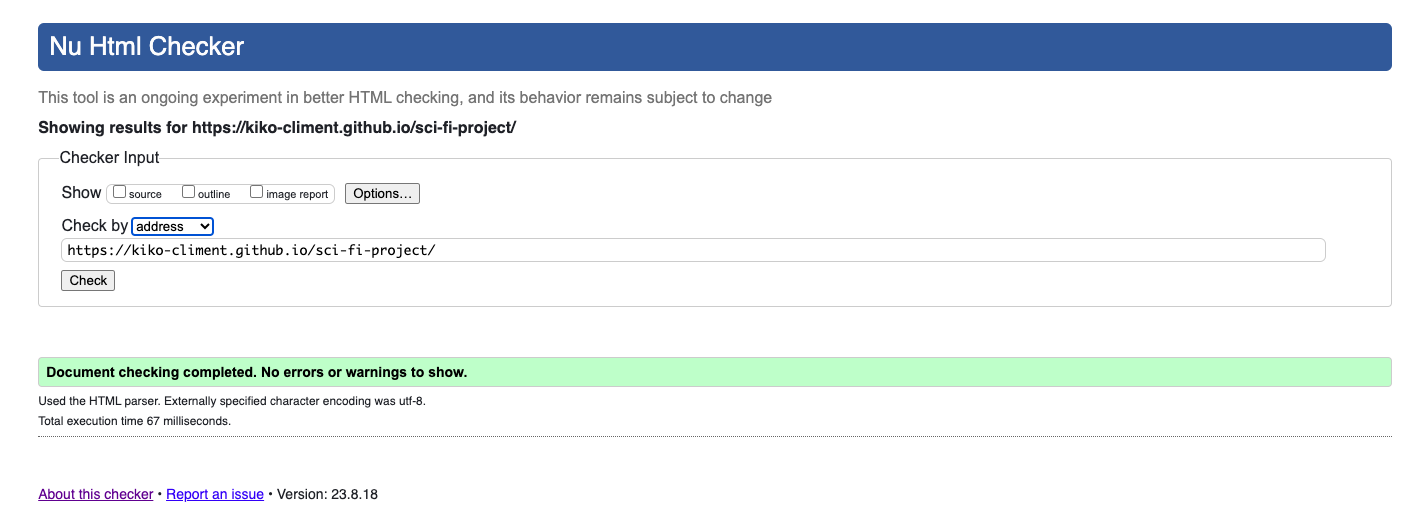 Nu Html Checker
This tool is an ongoing experiment in better HTML checking, and its behavior remains subject to change
Showing results for https://kiko-climent.github.io/sci-fi-project/
Checker Input
Show source outline image report Options...
Check by address
https://kiko-climent.github.io/sci-fi-project/
Check
Document checking completed. No errors or warnings to show.
Used the HTML parser. Externally specified character encoding was utf-8.
Total execution time 67 milliseconds.
About this checker • Report an issue • Version: 23.8.18